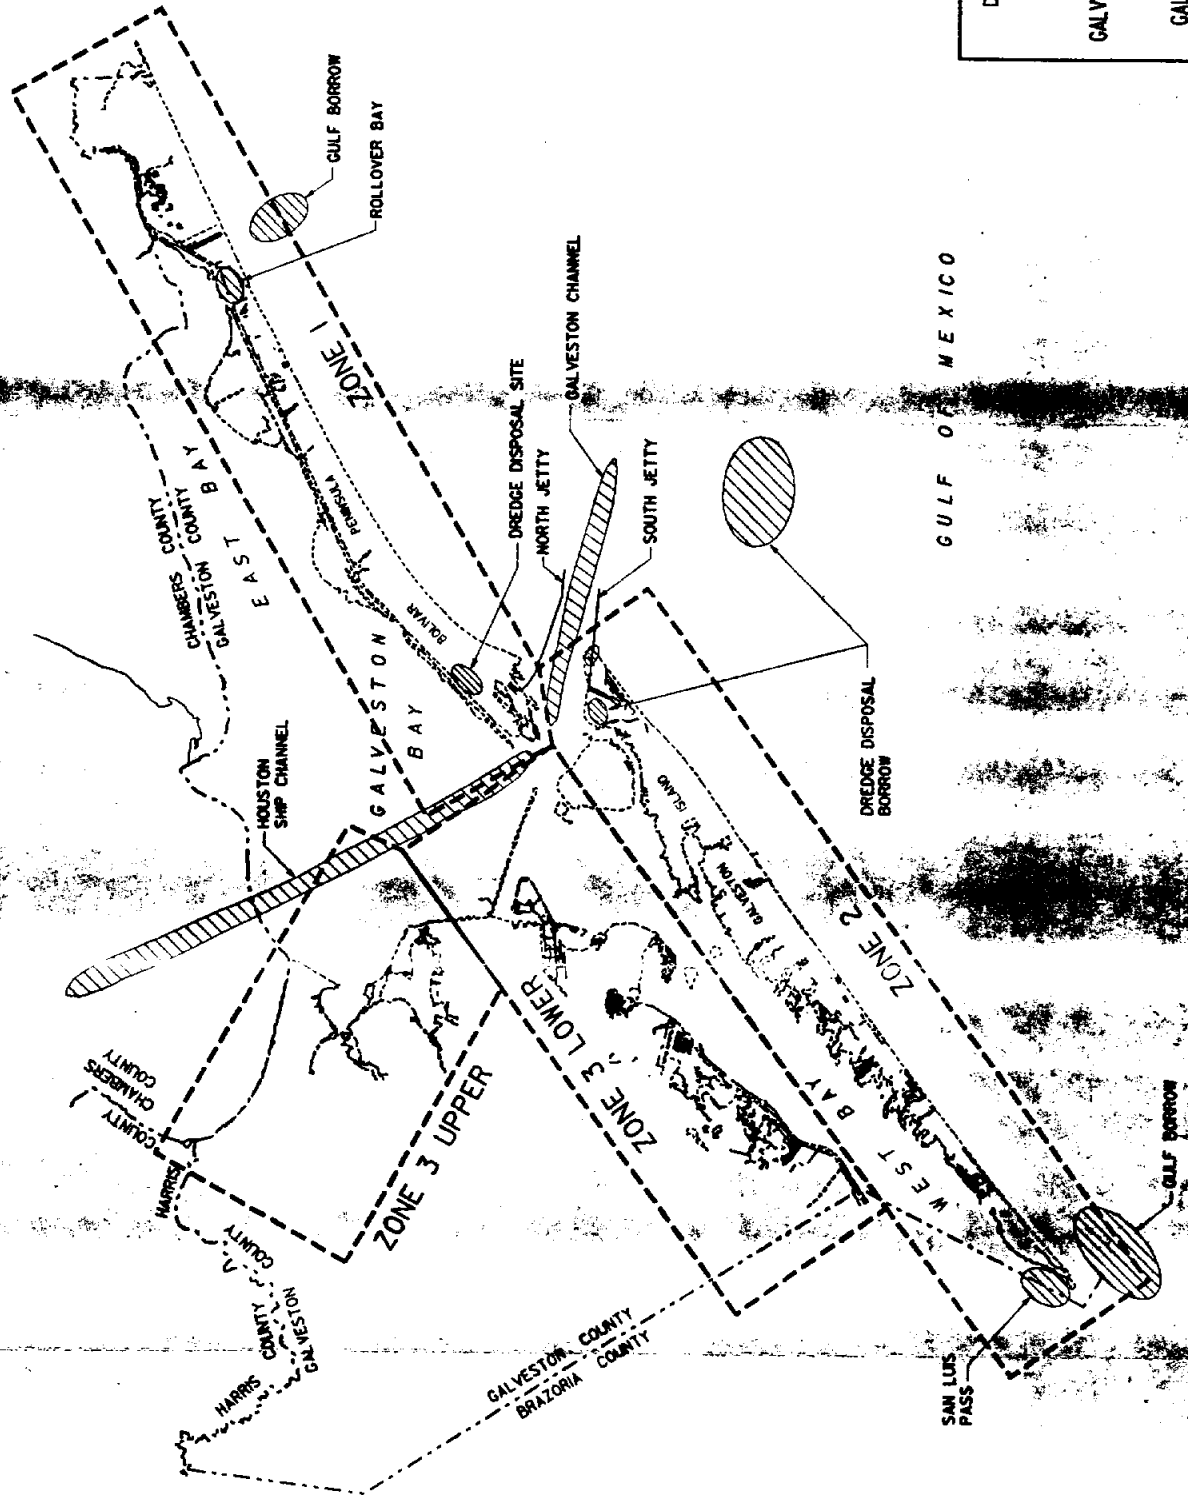 GULF BORROW
ROLLOVER BAY
ZONE 1
GALVESTON CHANNEL
DREDGE DISPOSAL SITE
NORTH JETTY
SOUTH JETTY
GULF OF MEXICO
CHAMBERS COUNTY
GALVESTON COUNTY
EAST BAY
PENINSULA
BOLIVAR
GALVESTON
BAY
HOUSTON
SHIP CHANNEL
DREDGE DISPOSAL
BORROW
ISLAND
GALVESTON
ZONE 2
ZONE 3 LOWER
ZONE 3 UPPER
CHAMBERS
COUNTY
COUNTY
HARRIS
COUNTY
GALVESTON
COUNTY
HARRIS
GALVESTON COUNTY
BRAZORIA COUNTY
WEST BAY
SAN LUIS
PASS
GULF BORROW
D
GALV
GAL